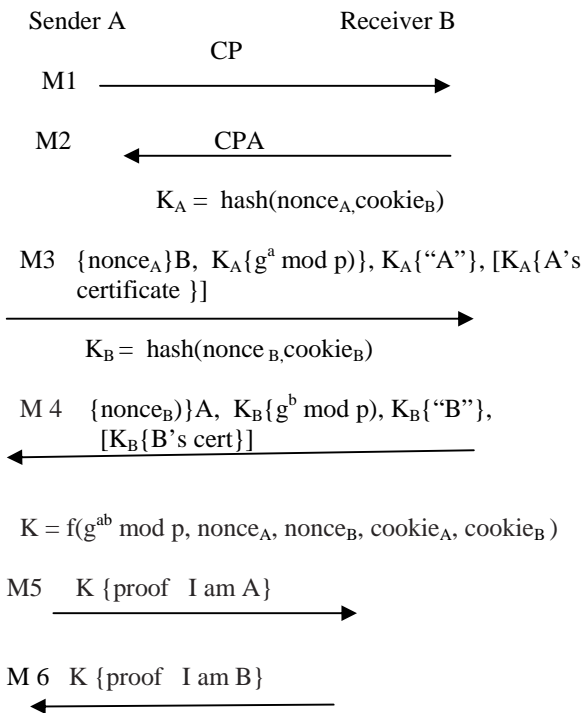 Sender A Receiver B
CP
M1
M2 CPA
K_A = hash(nonce_A,cookie_B)
M3 {nonce_A}B, K_A{g^a mod p)}, K_A{“A”}, [K_A{A’s
certificate }]
K_B = hash(nonce_B,cookie_B)
M 4 {nonce_B)}A, K_B{g^b mod p), K_B{“B”},
[K_B{B’s cert}]
K = f(g^ab mod p, nonce_A, nonce_B, cookie_A, cookie_B )
M5 K {proof I am A}
M 6 K {proof I am B}